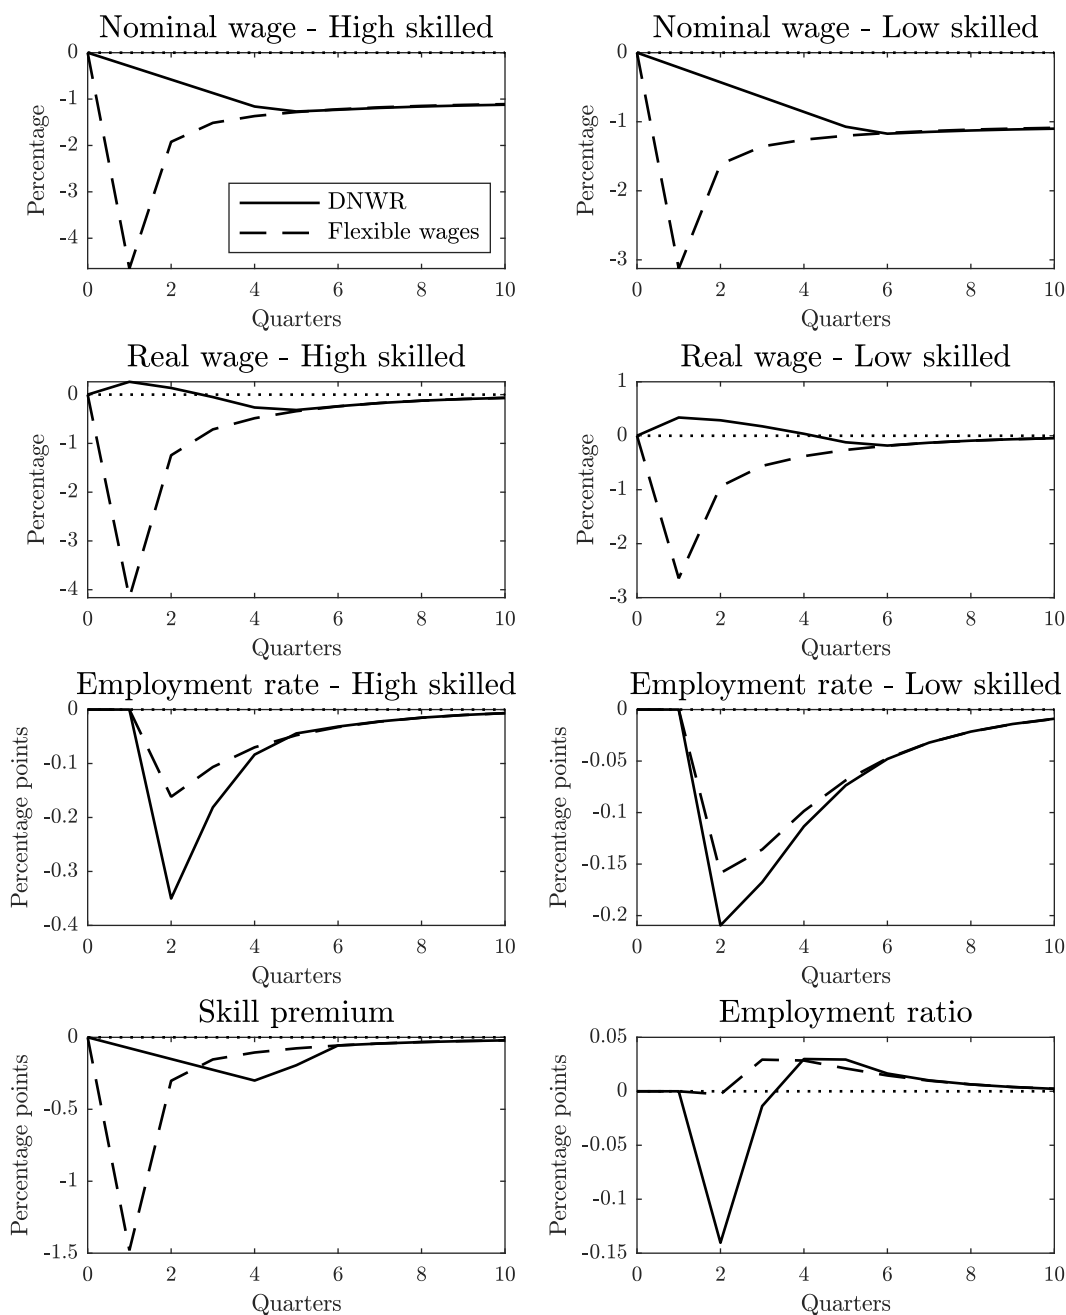 Nominal wage - High skilled
0
-1
-2
-3
-4
Percentage
DNWR
Flexible wages
0 2 4 6 8 10
Quarters
Nominal wage - Low skilled
0
-1
-2
-3
Percentage
0 2 4 6 8 10
Quarters
Real wage - High skilled
0
-1
-2
-3
-4
Percentage
0 2 4 6 8 10
Quarters
Real wage - Low skilled
1
0
-1
-2
-3
Percentage
0 2 4 6 8 10
Quarters
Employment rate - High skilled
0
-0.1
-0.2
-0.3
-0.4
Percentage points
0 2 4 6 8 10
Quarters
Employment rate - Low skilled
0
-0.05
-0.1
-0.15
-0.2
Percentage points
0 2 4 6 8 10
Quarters
Skill premium
0
-0.5
-1
-1.5
Percentage points
0 2 4 6 8 10
Quarters
Employment ratio
0.05
0
-0.05
-0.1
-0.15
Percentage points
0 2 4 6 8 10
Quarters